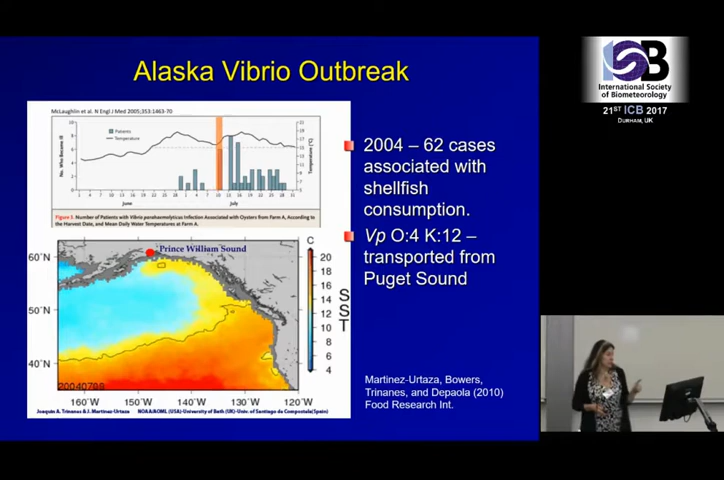 Alaska Vibrio Outbreak
McLaughlin et al. N Engl J Med 2005;353:1463-70
Patients
Temperature
No. Who Became Ill
Temperature (°C)
June
July
Figure 3. Number of Patients with Vibrio parahaemolyticus Infection Associated with Oysters from Farm A, According to
the Harvest Date, and Mean Daily Water Temperatures at Farm A.
2004 – 62 cases
associated with
shellfish
consumption.
Vp O:4 K:12 –
transported from
Puget Sound
Prince William Sound
60°N
50°N
40°N
160°W
150°W
140°W
130°W
120°W
C
20
18
16
14
12
10
8
6
4
SST
Joaquin A. Trinanes & J. Martinez-Urtaza
NOAA/AOML (USA)-University of Bath (UK)-Univ. of Santiago de Compostela(Spain)
Martinez-Urtaza, Bowers,
Trinanes, and Depaola (2010)
Food Research Int.
ISB
International Society
of Biometeorology
21ST ICB 2017
DURHAM, UK